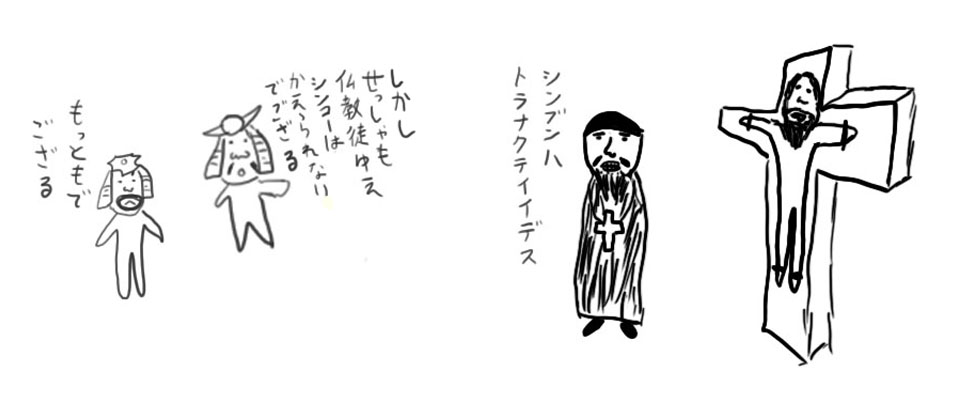 シンブンハ
トラナクテイイデス
しかし
せっしゃも
仏教徒ゆえ
シンコーは
かえられない
でござる
もっともで
ござる